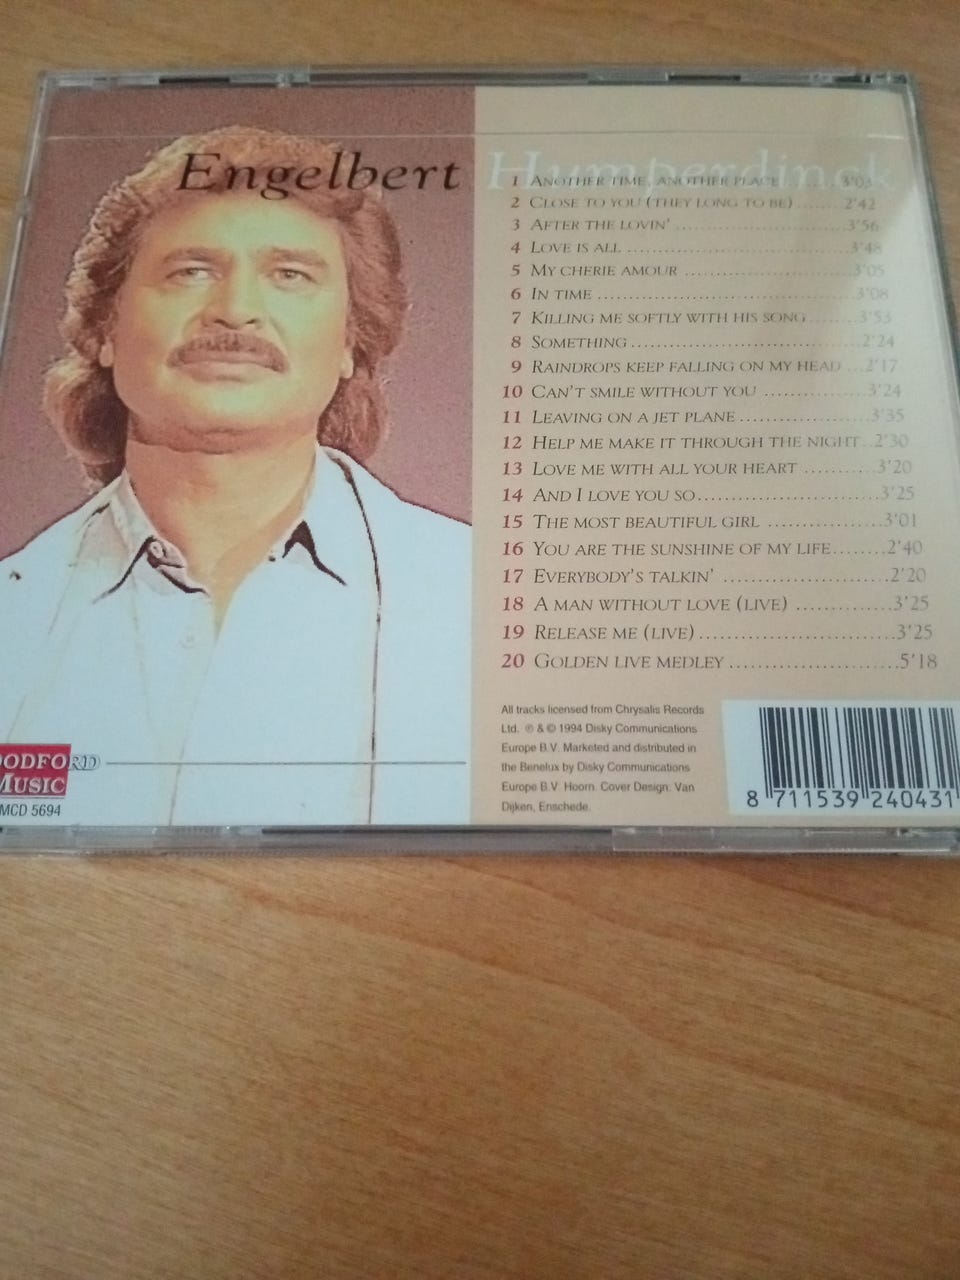 Engelbert Humperdinck
1 Another time, another place ........ 3'03
2 Close to you (They long to be) ........ 2'42
3 After the lovin' ........................ 3'56
4 Love is all ................................ 3'48
5 My cherie amour ........................ 3'05
6 In time ...................................... 3'08
7 Killing me softly with his song ........ 3'53
8 Something ................................ 2'24
9 Raindrops keep falling on my head ... 2'17
10 Can't smile without you ............... 3'24
11 Leaving on a jet plane .................. 3'35
12 Help me make it through the night .. 2'30
13 Love me with all your heart .......... 3'20
14 And I love you so ....................... 3'25
15 The most beautiful girl ................ 3'01
16 You are the sunshine of my life ........ 2'40
17 Everybody's talkin' ..................... 2'20
18 A man without love (live) .............. 3'25
19 Release me (live) ......................... 3'25
20 Golden live medley ..................... 5'18
All tracks licensed from Chrysalis Records
Ltd. ℗ & © 1994 Disky Communications
Europe B.V. Marketed and distributed in
the Benelux by Disky Communications
Europe B.V. Hoorn. Cover Design: Van
Dijken, Enschede.
OODFORD
MUSIC
MCD 5694
8 711539 240431